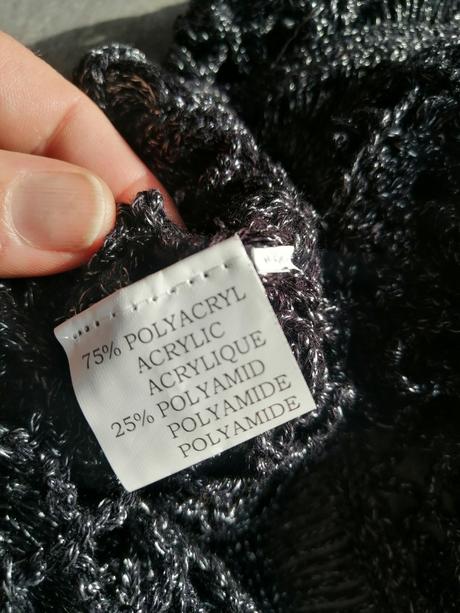 75% POLYACRYL
ACRYLIC
ACRYLIQUE
25% POLYAMID
POLYAMIDE
POLYAMIDE